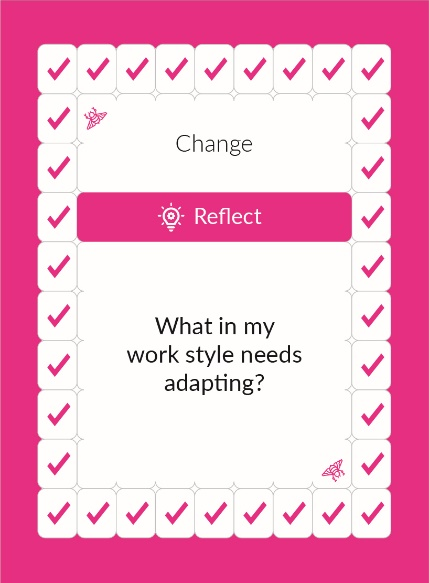 Change
Reflect
What in my
work style needs
adapting?